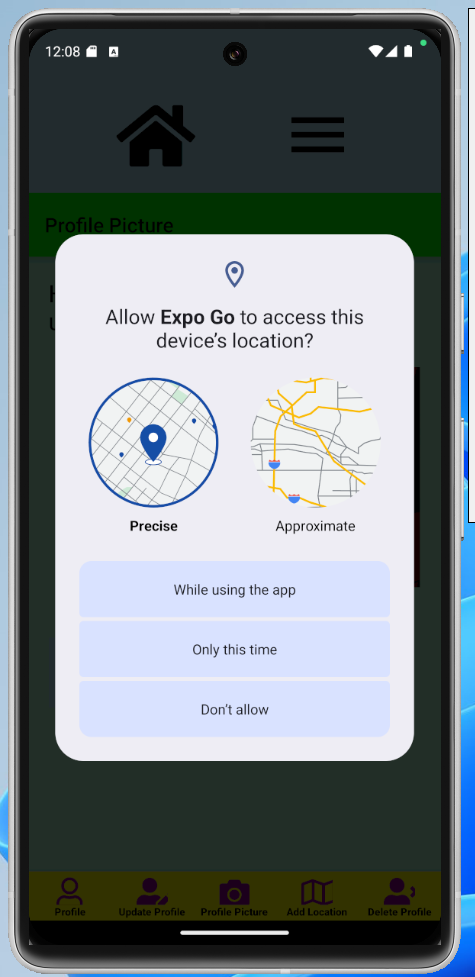 12:08
A
Profile Picture
Allow Expo Go to access this
device's location?
Precise
Approximate
While using the app
Only this time
Don't allow
Profile
Update Profile
Profile Picture
Add Location
Delete Profile